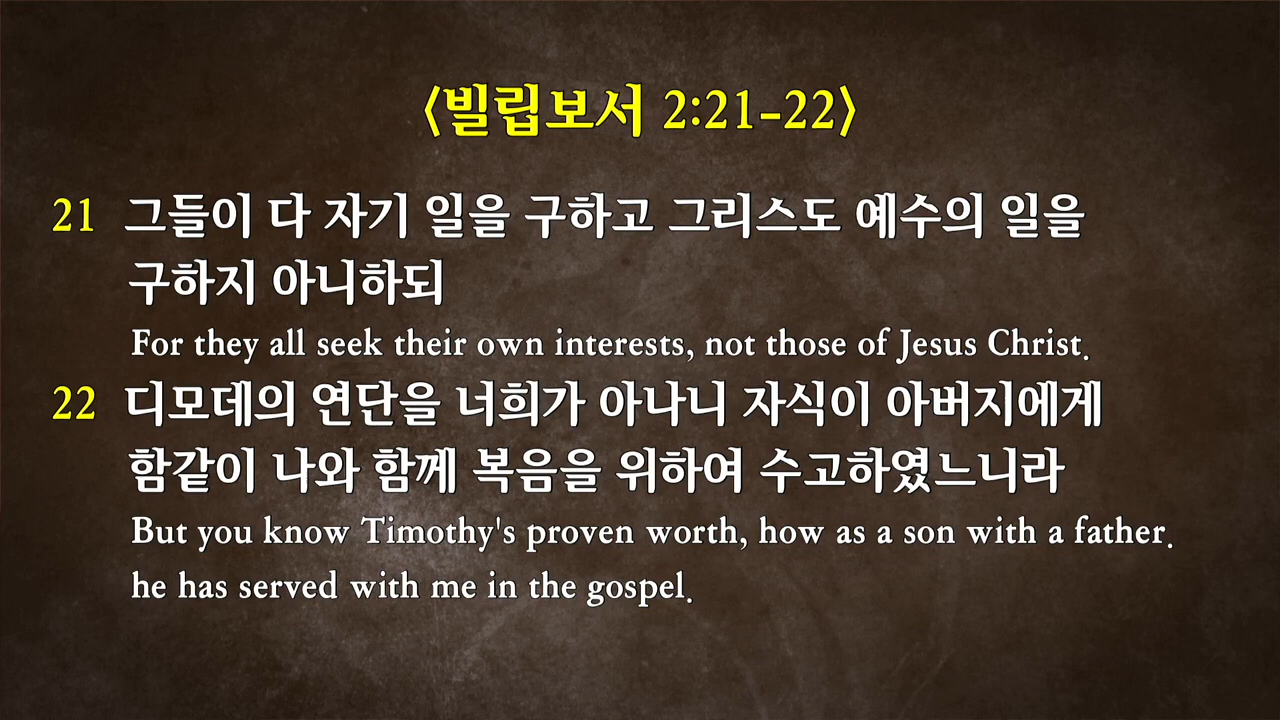 〈빌립보서 2:21-22〉
21 그들이 다 자기 일을 구하고 그리스도 예수의 일을
구하지 아니하되
For they all seek their own interests, not those of Jesus Christ.
22 디모데의 연단을 너희가 아나니 자식이 아버지에게
함같이 나와 함께 복음을 위하여 수고하였느니라
But you know Timothy's proven worth, how as a son with a father.
he has served with me in the gospel.